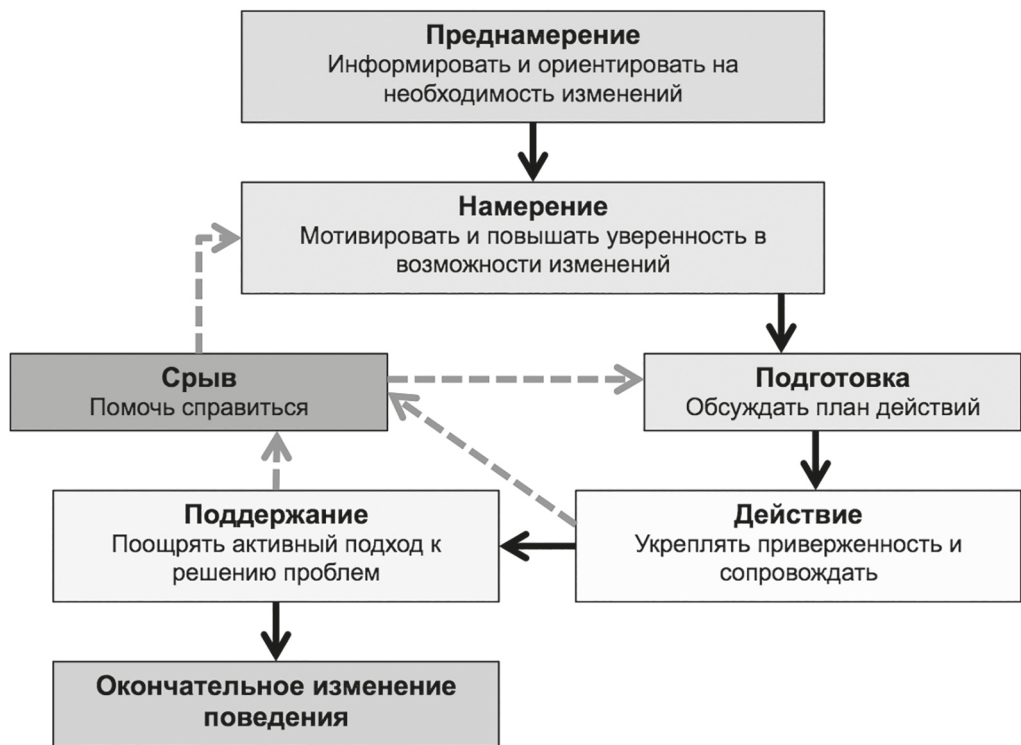 Преднамерение
Информировать и ориентировать на
необходимость изменений
Намерение
Мотивировать и повышать уверенность в
возможности изменений
Срыв
Помочь справиться
Подготовка
Обсуждать план действий
Поддержание
Поощрять активный подход к
решению проблем
Действие
Укреплять приверженность и
сопровождать
Окончательное изменение
поведения